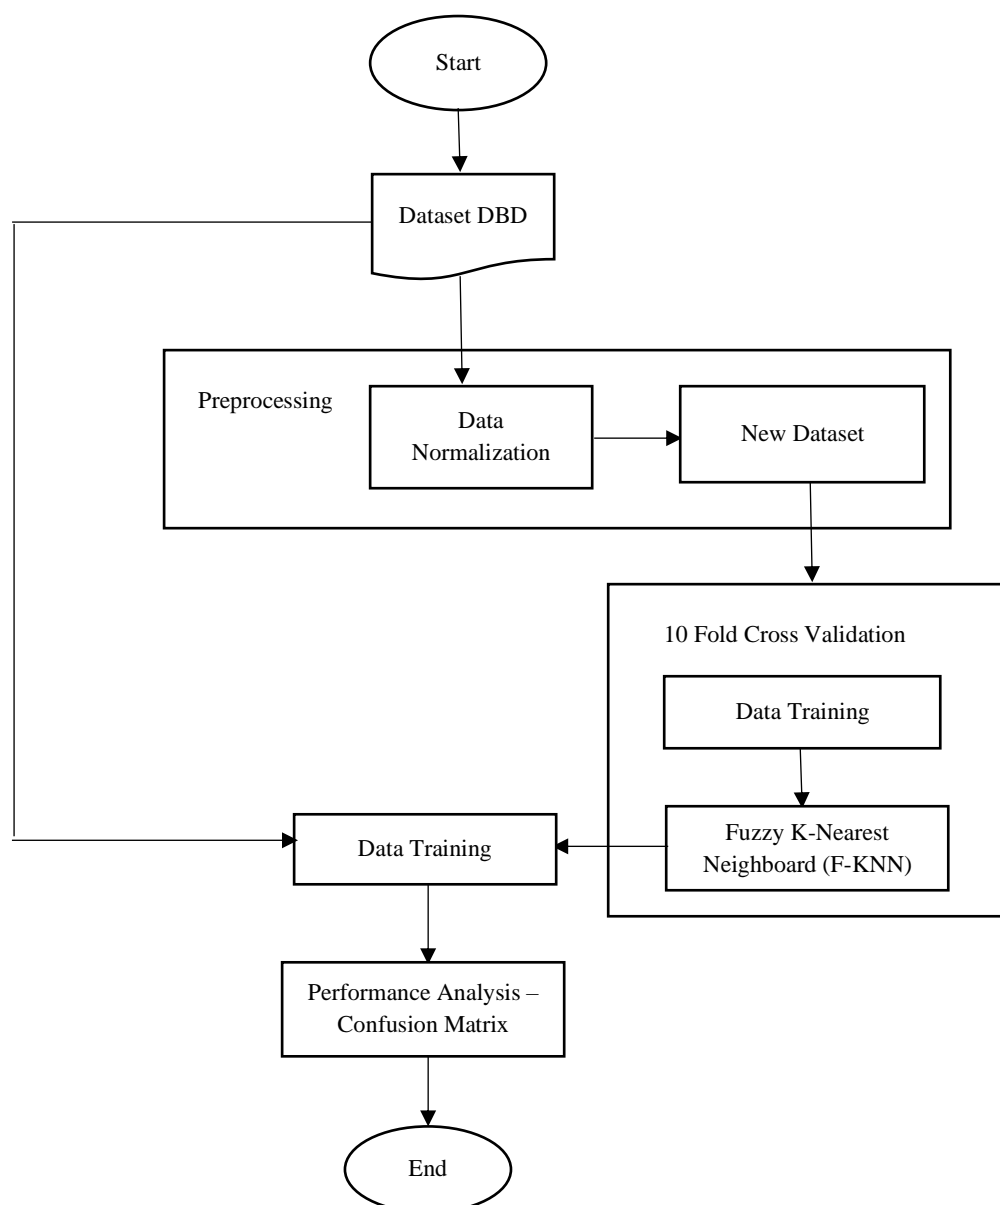 Start
Dataset DBD
Preprocessing
Data
Normalization
New Dataset
10 Fold Cross Validation
Data Training
Fuzzy K-Nearest
Neighboard (F-KNN)
Data Training
Performance Analysis –
Confusion Matrix
End